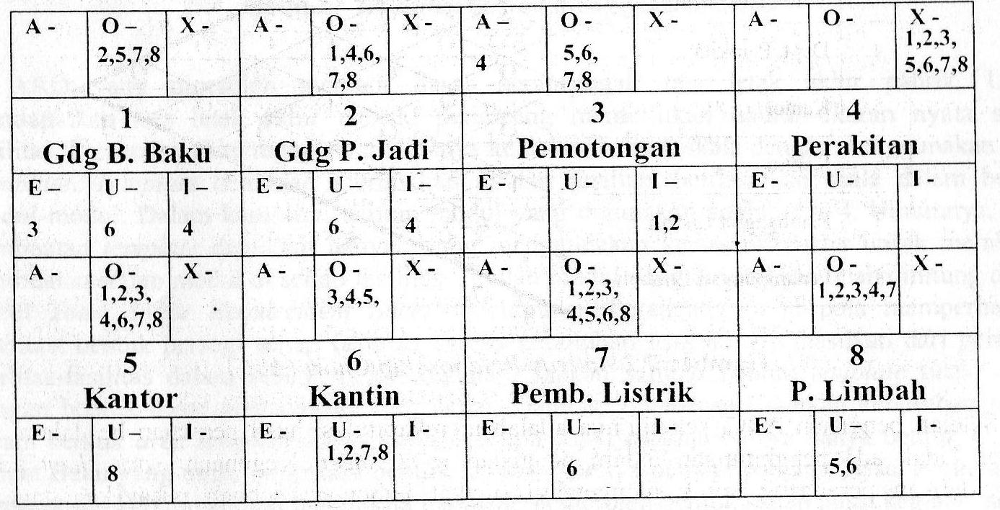 A - O – X - A - O - X - A – O - X - A - O - X -
2,5,7,8 1,4,6, 4 5,6, 1,2,3,
7,8 7,8 5,6,7,8
1 2 3 4
Gdg B. Baku Gdg P. Jadi Pemotongan Perakitan
E – U – I- E - U – I – E - U - I – E - U - I
3 6 4 6 4 1,2
A - O X A - O - X - A - O - X - A - O - X -
1,2,3, 3,4,5, 1,2,3, 1,2,3,4,7
4,6,7,8 4,5,6,8
5 6 7 8
Kantor Kantin Pemb. Listrik P. Limbah
E - U – I - E - U - I- E - U I - E - U I-
8 1,2,7,8 6 5,6